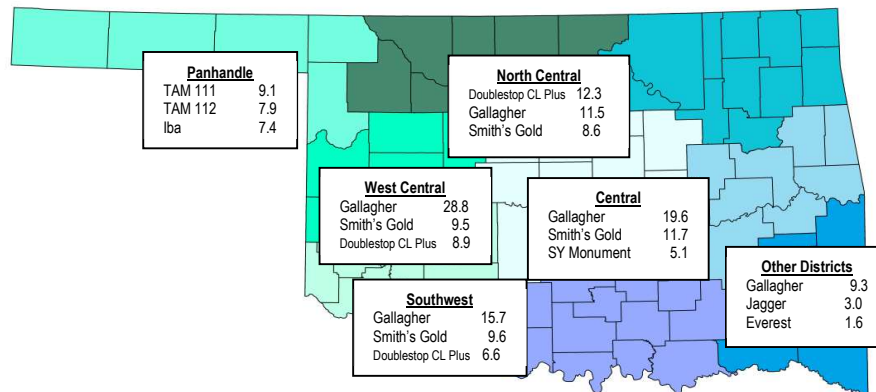 Panhandle
TAM 111 9.1
TAM 112 7.9
Iba 7.4
North Central
Doublestop CL Plus 12.3
Gallagher 11.5
Smith's Gold 8.6
West Central
Gallagher 28.8
Smith's Gold 9.5
Doublestop CL Plus 8.9
Central
Gallagher 19.6
Smith's Gold 11.7
SY Monument 5.1
Southwest
Gallagher 15.7
Smith's Gold 9.6
Doublestop CL Plus 6.6
Other Districts
Gallagher 9.3
Jagger 3.0
Everest 1.6